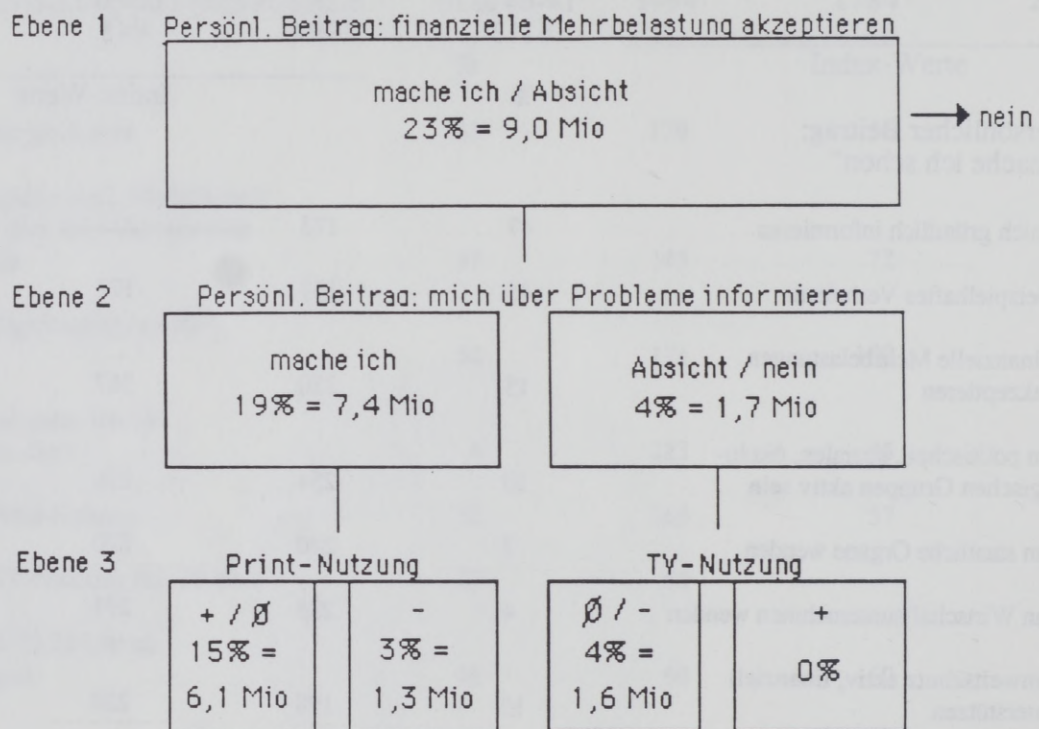 Ebene 1 Persönl. Beitrag: finanzielle Mehrbelastung akzeptieren
mache ich / Absicht
23% = 9,0 Mio
nein
Ebene 2 Persönl. Beitrag: mich über Probleme informieren
mache ich
19% = 7,4 Mio
Absicht / nein
4% = 1,7 Mio
Ebene 3 Print-Nutzung TV-Nutzung
+ / Ø
15% =
6,1 Mio
-
3% =
1,3 Mio
Ø / -
4% =
1,6 Mio
+
0%